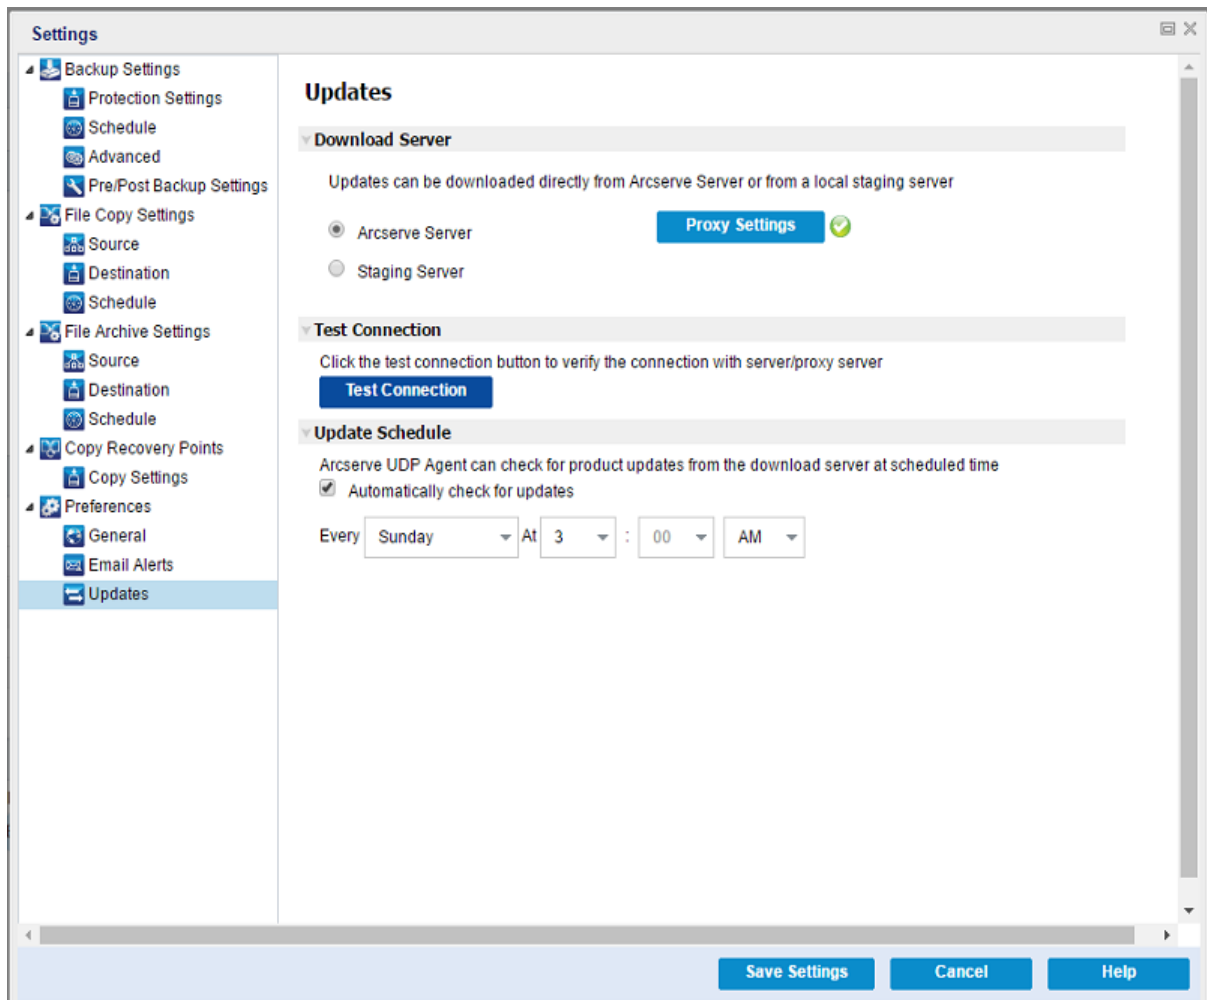 Settings
Backup Settings
Protection Settings
Schedule
Advanced
Pre/Post Backup Settings
File Copy Settings
Source
Destination
Schedule
File Archive Settings
Source
Destination
Schedule
Copy Recovery Points
Copy Settings
Preferences
General
Email Alerts
Updates
Updates
Download Server
Updates can be downloaded directly from Arcserve Server or from a local staging server
Arcserve Server
Proxy Settings
Staging Server
Test Connection
Click the test connection button to verify the connection with server/proxy server
Test Connection
Update Schedule
Arcserve UDP Agent can check for product updates from the download server at scheduled time
Automatically check for updates
Every Sunday At 3 : 00 AM
Save Settings Cancel Help